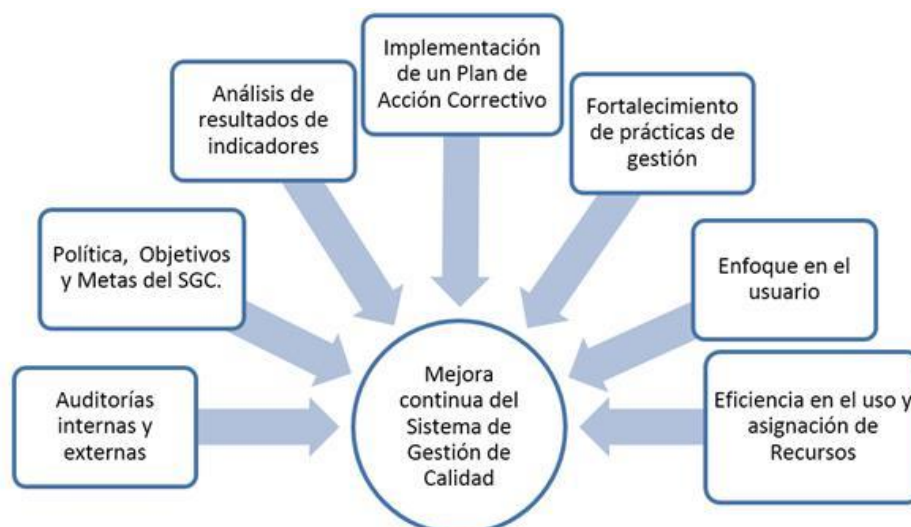 Implementación
de un Plan de
Acción Correctivo
Análisis de
resultados de
indicadores
Fortalecimiento
de prácticas de
gestión
Política, Objetivos
y Metas del SGC.
Enfoque en el
usuario
Auditorías
internas y
externas
Mejora
continua del
Sistema de
Gestión de
Calidad
Eficiencia en el uso y
asignación de
Recursos